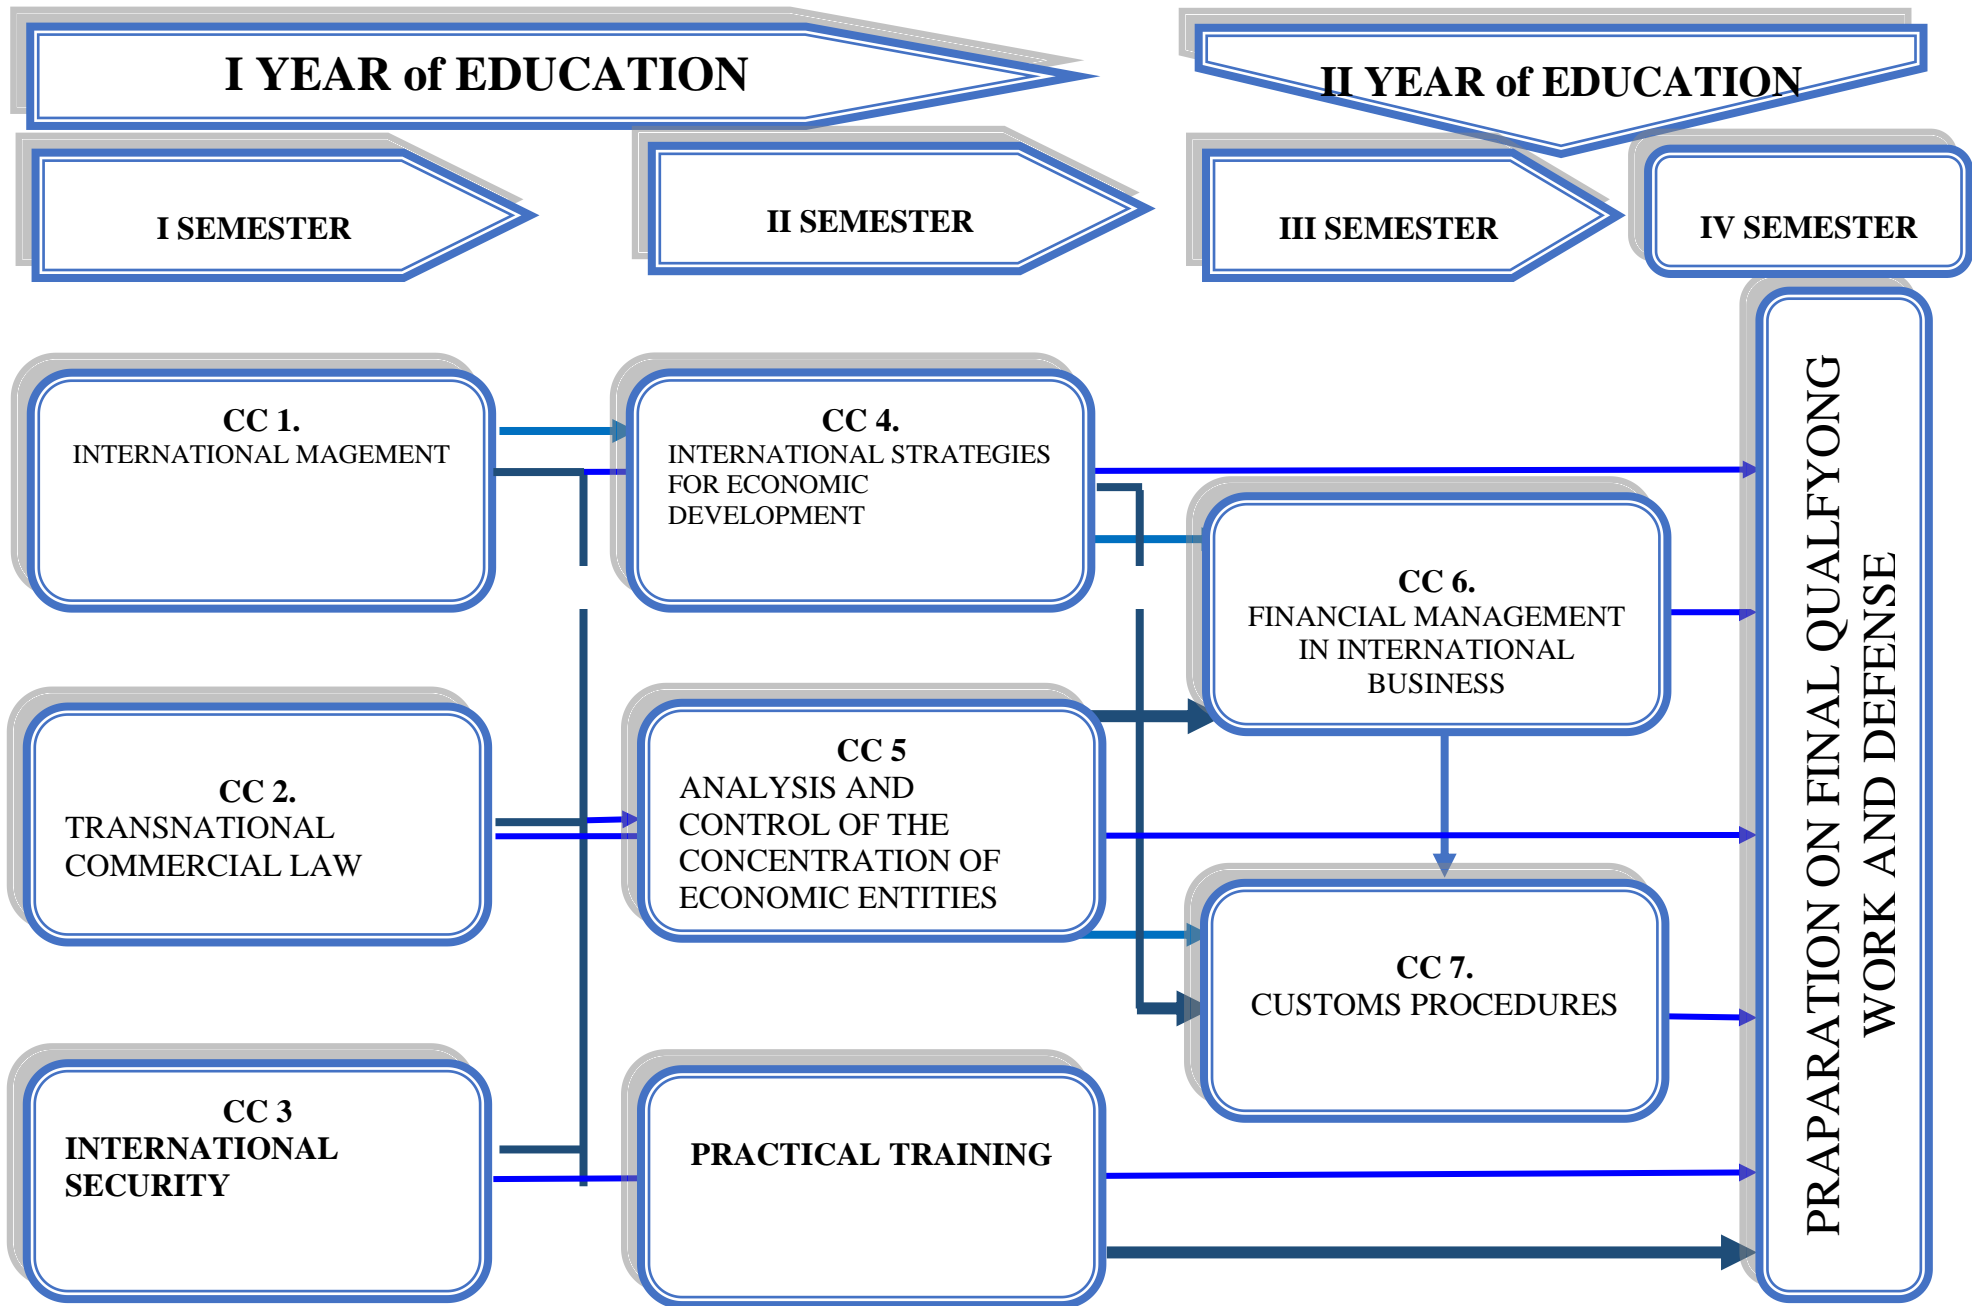 I YEAR of EDUCATION
II YEAR of EDUCATION
I SEMESTER
II SEMESTER
III SEMESTER
IV SEMESTER
CC 1.
INTERNATIONAL MAGEMENT
CC 2.
TRANSNATIONAL
COMMERCIAL LAW
CC 3
INTERNATIONAL
SECURITY
CC 4.
INTERNATIONAL STRATEGIES
FOR ECONOMIC
DEVELOPMENT
CC 5
ANALYSIS AND
CONTROL OF THE
CONCENTRATION OF
ECONOMIC ENTITIES
PRACTICAL TRAINING
CC 6.
FINANCIAL MANAGEMENT
IN INTERNATIONAL
BUSINESS
CC 7.
CUSTOMS PROCEDURES
PRAPARATION ON FINAL QUALFYONG
WORK AND DEFENSE